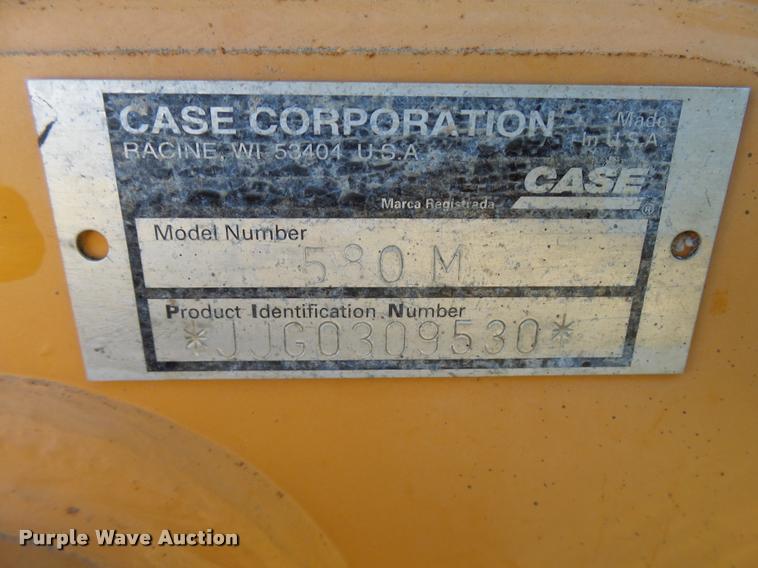 CASE CORPORATION
Made
In U.S.A.
RACINE, WI 53404 U.S.A.
CASE
Marca Registrada
®
Model Number
580 M
Product Identification Number
*JJG0309530*
Purple Wave Auction